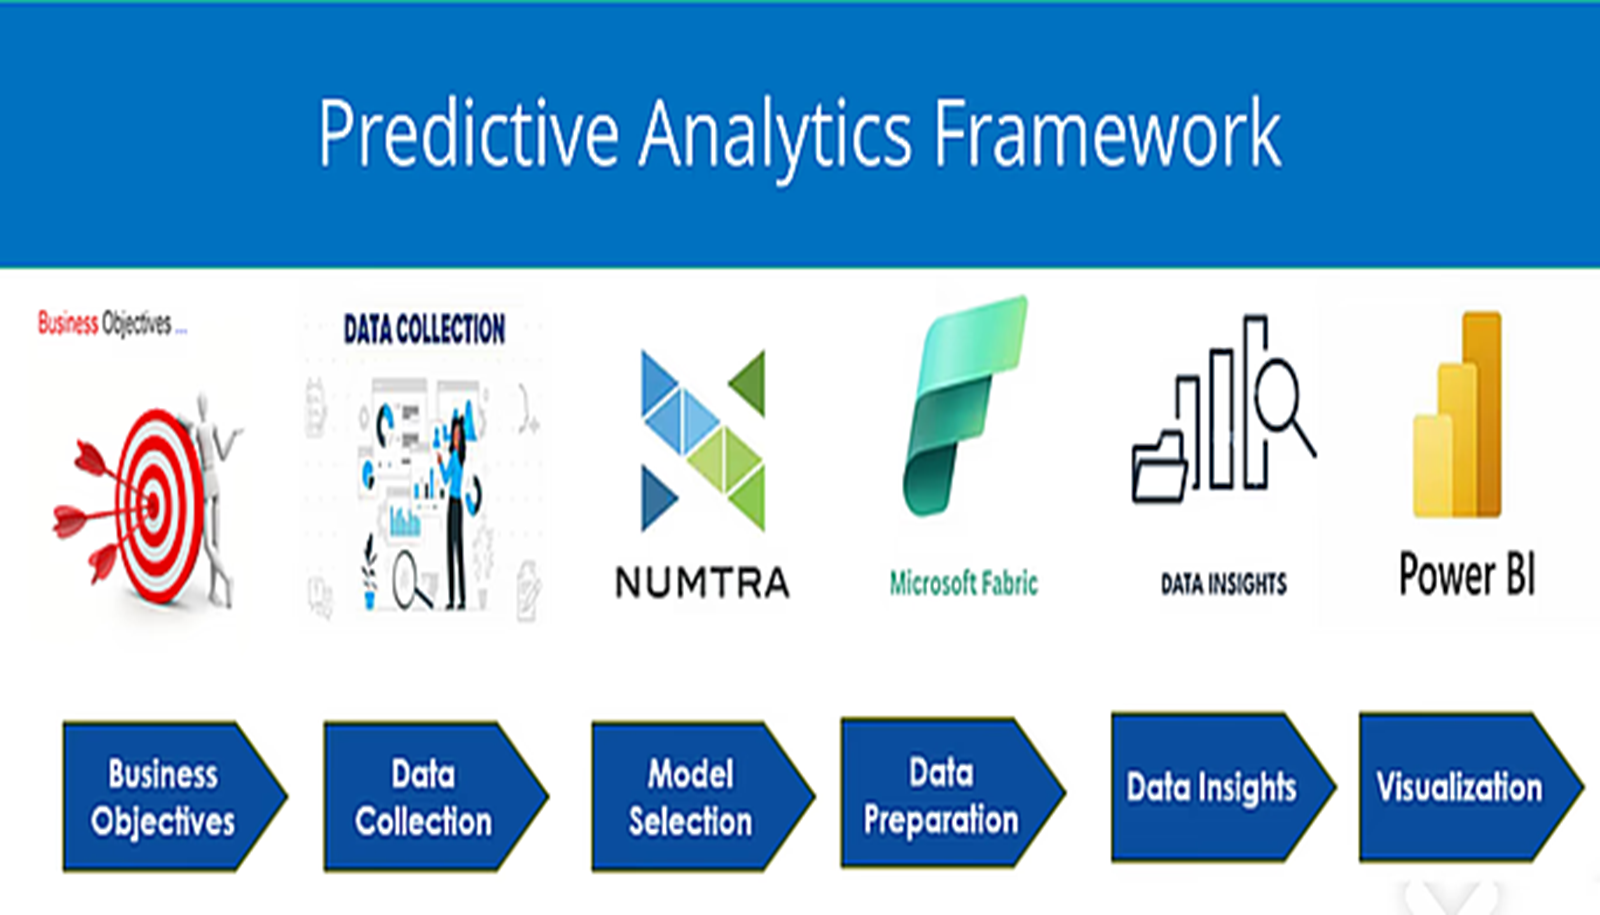 Predictive Analytics Framework
Business Objectives ...
DATA COLLECTION
NUMTRA
Microsoft Fabric
DATA INSIGHTS
Power BI
Business
Objectives
Data
Collection
Model
Selection
Data
Preparation
Data Insights
Visualization